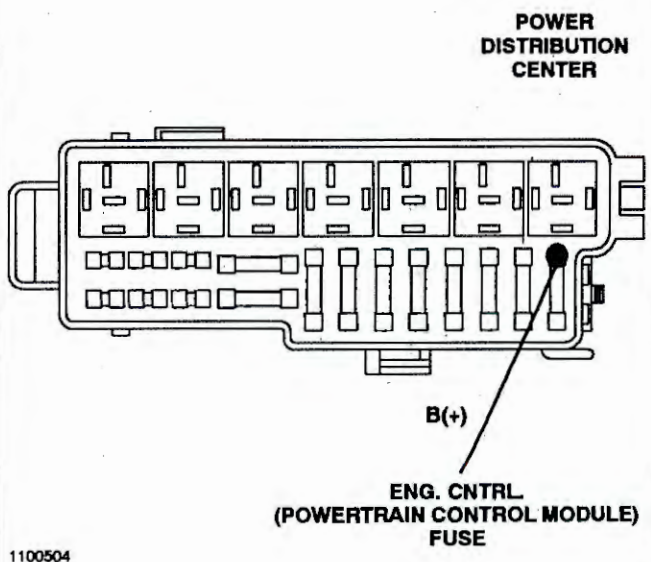 POWER
DISTRIBUTION
CENTER
B(+)
ENG. CNTRL.
(POWERTRAIN CONTROL MODULE)
FUSE
1100504